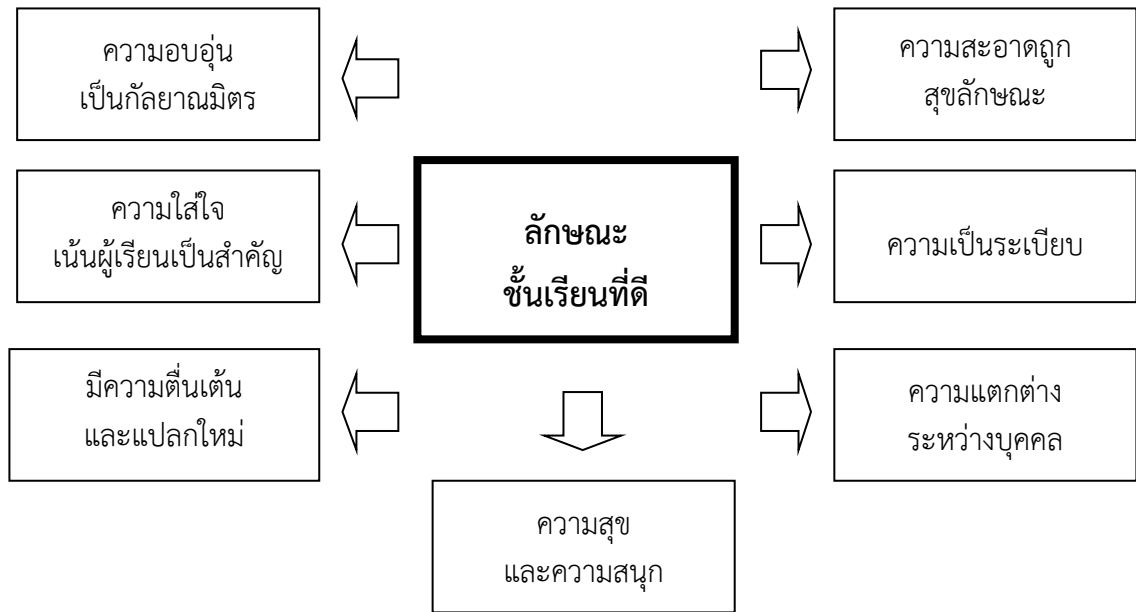 ความอบอุ่น
เป็นกัลยาณมิตร
ความสะอาดถูก
สุขลักษณะ
ความใส่ใจ
เน้นผู้เรียนเป็นสำคัญ
ลักษณะ
ชั้นเรียนที่ดี
ความเป็นระเบียบ
มีความตื่นเต้น
และแปลกใหม่
ความแตกต่าง
ระหว่างบุคคล
ความสุข
และความสนุก